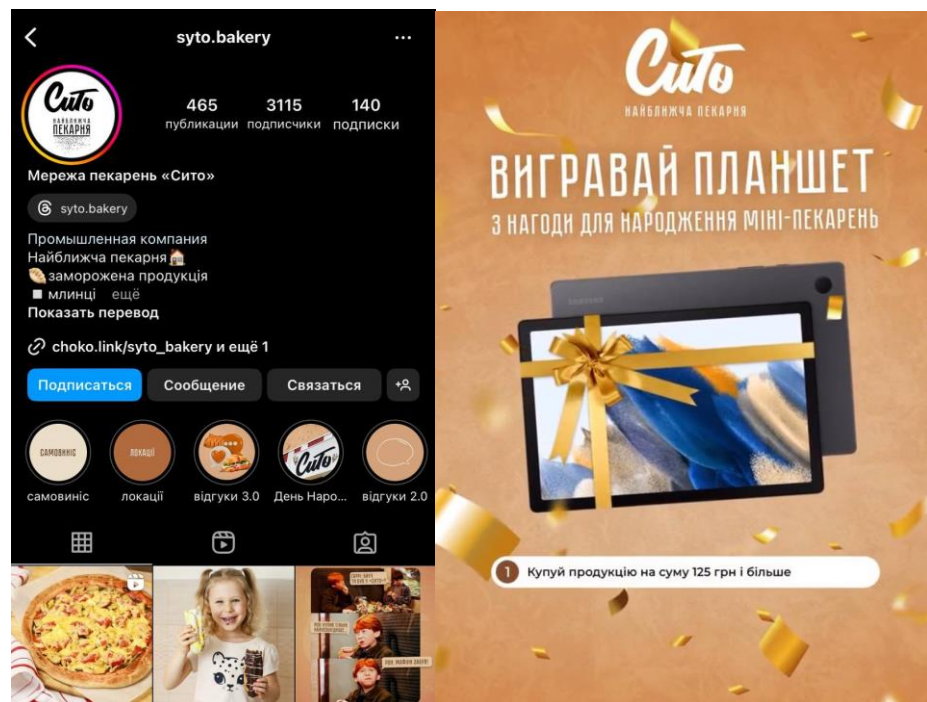 syto.bakery
Сито
НАЙБЛИЖЧА
ПЕКАРНЯ
465 3115 140
публикации подписчики подписки
Мережа пекарень «Сито»
syto.bakery
Промышленная компания
Найближча пекарня
заморожена продукція
млинці ещё
Показать перевод
choko.link/syto_bakery и ещё 1
Подписаться Сообщение Связаться
САМОВИНІС ЛОКАЦІЇ Сито
самовиніс локації відгуки 3.0 День Наро... відгуки 2.0
Сито
НАЙБЛИЖЧА ПЕКАРНЯ
ВИГРАВАЙ ПЛАНШЕТ
З НАГОДИ ДЛЯ НАРОДЖЕННЯ МІНІ-ПЕКАРЕНЬ
SAMSUNG
1 Купуй продукцію на суму 125 грн і більше